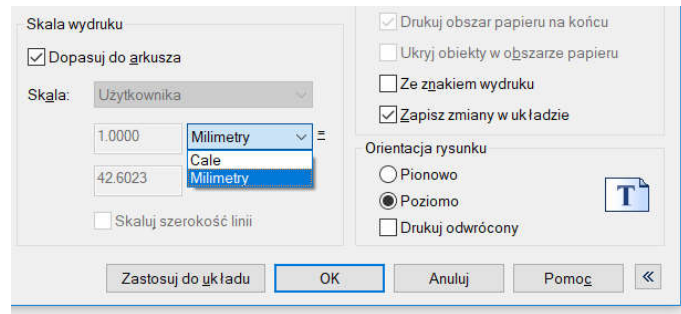 Skala wydruku
Dopasuj do arkusza
Skala:
Użytkownika
1.0000
Milimetry
=
Cale
Milimetry
42.6023
Skaluj szerokość linii
Drukuj obszar papieru na końcu
Ukryj obiekty w obszarze papieru
Ze znakiem wydruku
Zapisz zmiany w układzie
Orientacja rysunku
Pionowo
Poziomo
Drukuj odwrócony
T
Zastosuj do układu
OK
Anuluj
Pomoc
«